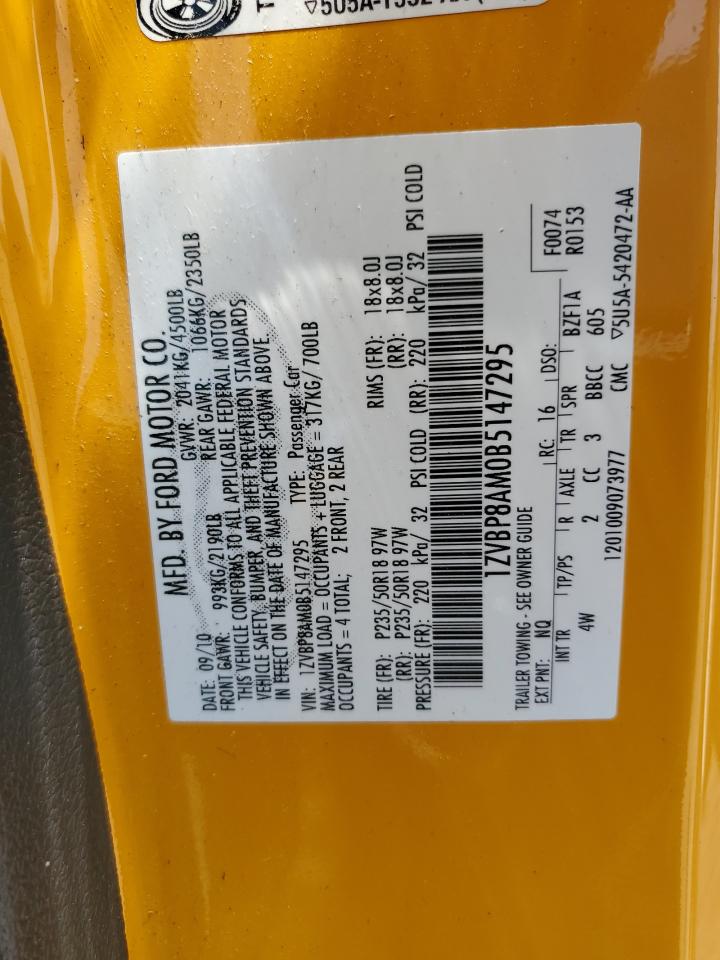 MFD. BY FORD MOTOR CO.
DATE: 09/10 GVWR: 2041KG/4500LB
FRONT GAWR: 993KG/2190LB REAR GAWR: 1066KG/2350LB
THIS VEHICLE CONFORMS TO ALL APPLICABLE FEDERAL MOTOR
VEHICLE SAFETY, BUMPER, AND THEFT PREVENTION STANDARDS
IN EFFECT ON THE DATE OF MANUFACTURE SHOWN ABOVE.
VIN: 1ZVBP8AM0B5147295 TYPE: Passenger Car
MAXIMUM LOAD = OCCUPANTS + LUGGAGE = 317KG/ 700LB
OCCUPANTS = 4 TOTAL; 2 FRONT, 2 REAR
TIRE (FR): P235/50R18 97W RIMS (FR): 18x8.0J
(RR): P235/50R18 97W (RR): 18x8.0J
PRESSURE (FR): 220 kPa/ 32 PSI COLD (RR): 220 kPa/ 32 PSI COLD
1ZVBP8AM0B5147295
TRAILER TOWING - SEE OWNER GUIDE F0074
EXT PNT: NQ RC: 16 DSO: R0153
INT TR TP/PS R AXLE TR SPR BZF1A
4W 2 CC 3 BBCC 605
1201009073977 CMC ▽5U5A-5420472-AA